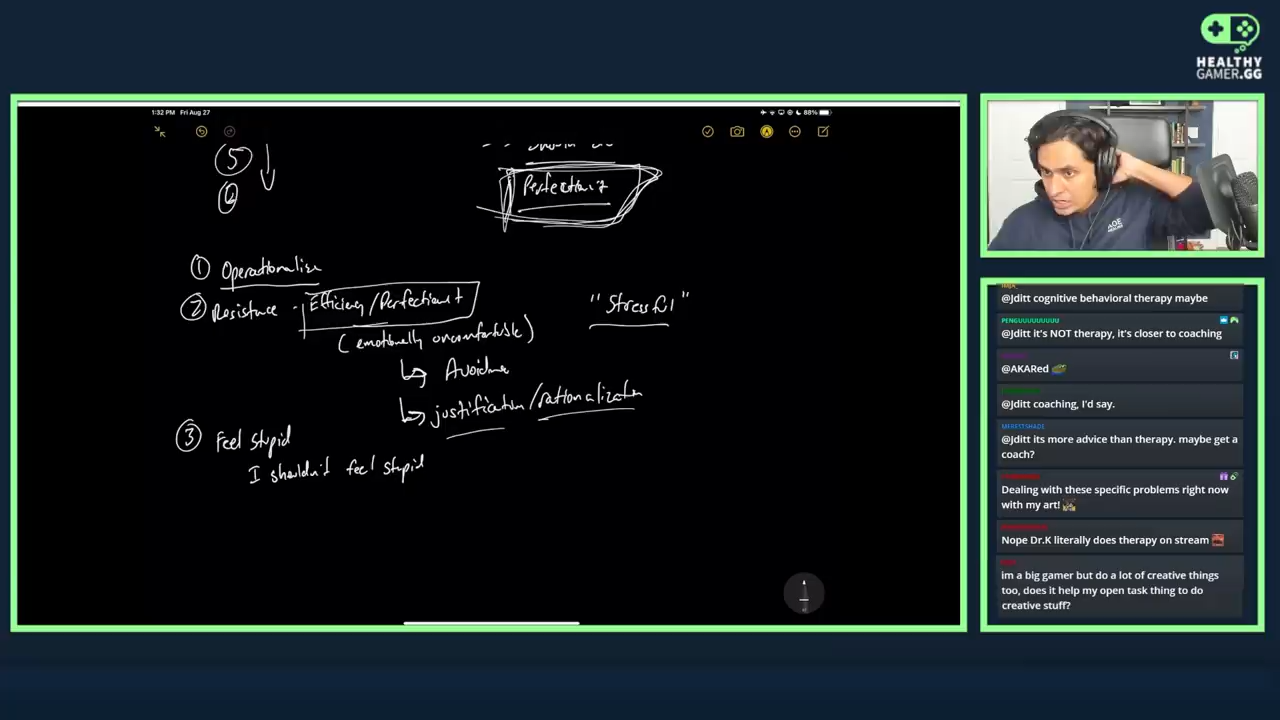 HEALTHY
GAMER.GG
1:32 PM Fri Aug 27
88%
5
6
Perfectionist
① Operationalize
② Resistance - Efficiency/Perfectionist
"Stressful"
(emotionally uncomfortable)
↳ Avoidance
↳ justification/rationalization
③ Feel stupid
I shouldn't feel stupid
AOE
HEALING
@Jditt cognitive behavioral therapy maybe
@Jditt it's NOT therapy, it's closer to coaching
@AKARed
@Jditt coaching, I'd say.
@Jditt its more advice than therapy. maybe get a
coach?
Dealing with these specific problems right now
with my art!
Nope Dr.K literally does therapy on stream
im a big gamer but do a lot of creative things
too, does it help my open task thing to do
creative stuff?